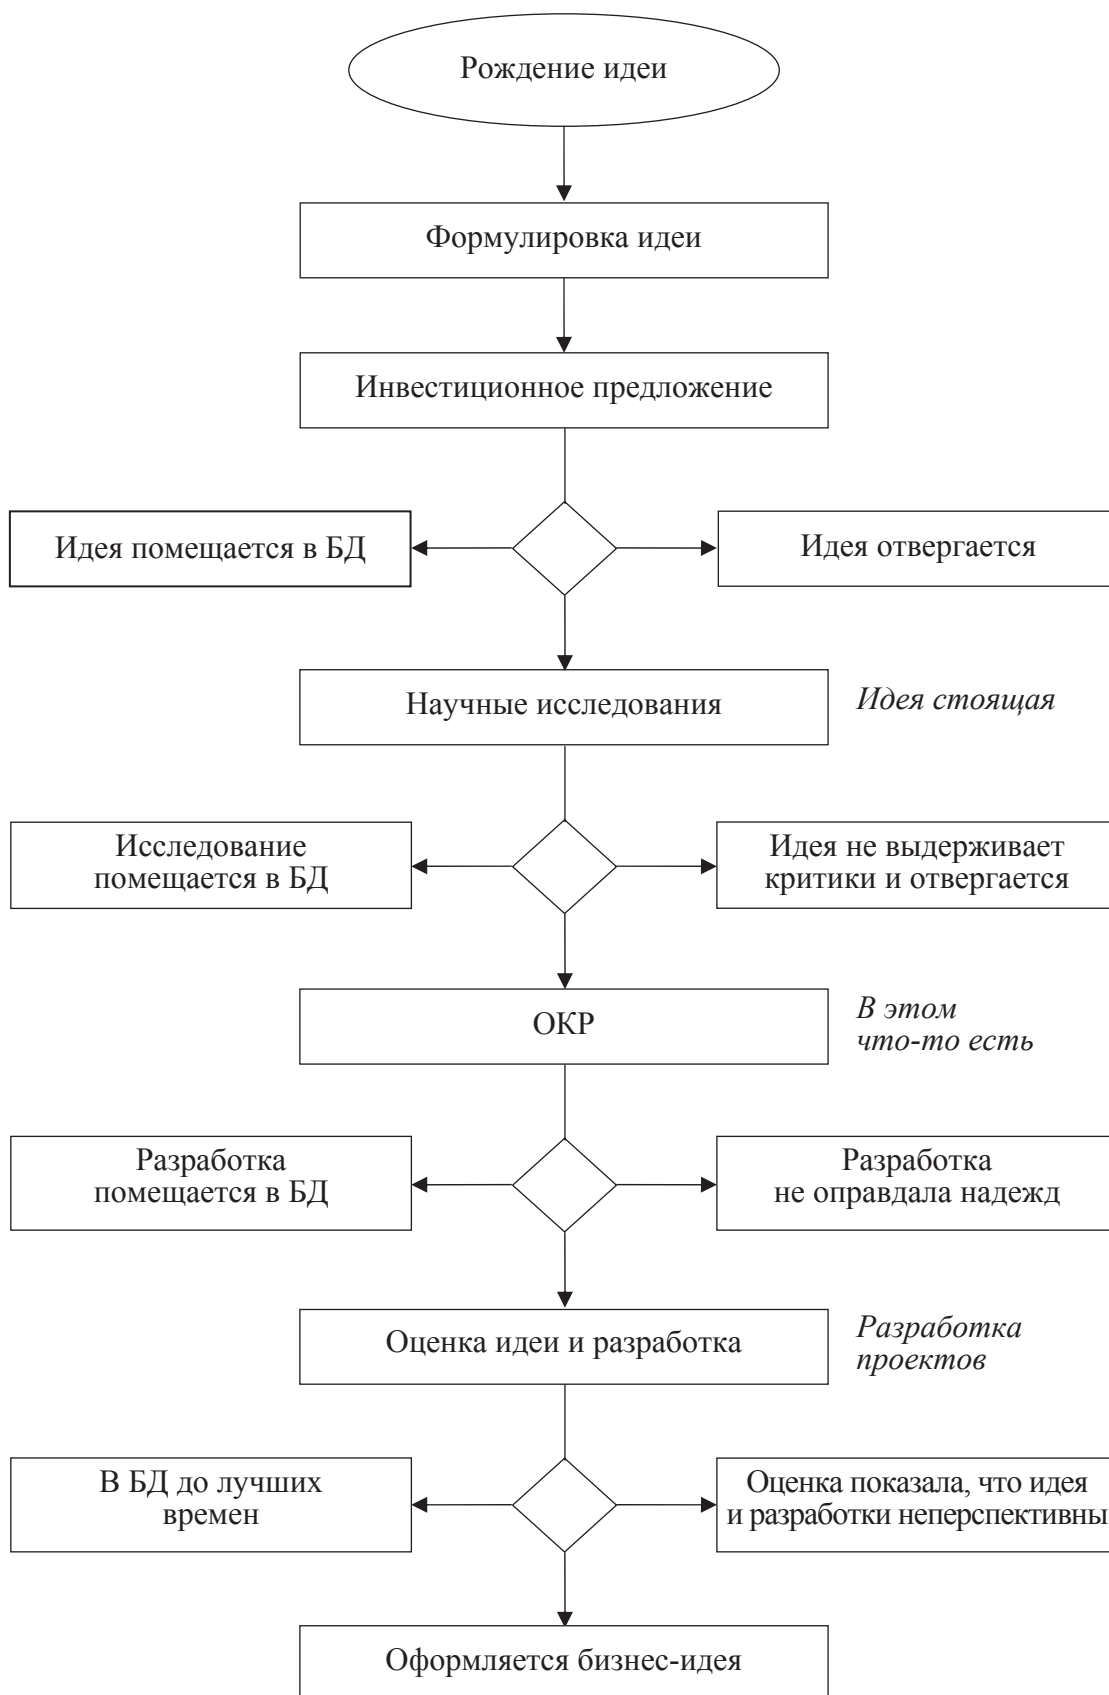 Рождение идеи
Формулировка идеи
Инвестиционное предложение
Идея помещается в БД
Идея отвергается
Научные исследования
Идея стоящая
Исследование
помещается в БД
Идея не выдерживает
критики и отвергается
ОКР
В этом
что-то есть
Разработка
помещается в БД
Разработка
не оправдала надежд
Оценка идеи и разработка
Разработка
проектов
В БД до лучших
времен
Оценка показала, что идея
и разработки неперспективны
Оформляется бизнес-идея